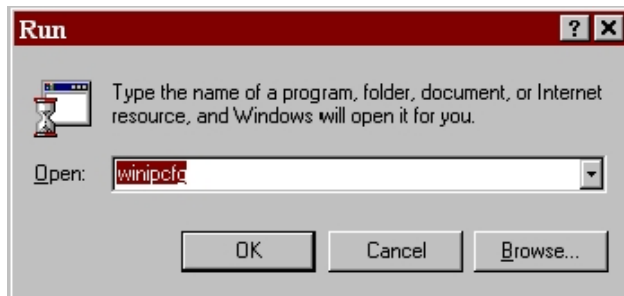 Run
Type the name of a program, folder, document, or Internet
resource, and Windows will open it for you.
Open: winipcfg
OK Cancel Browse...